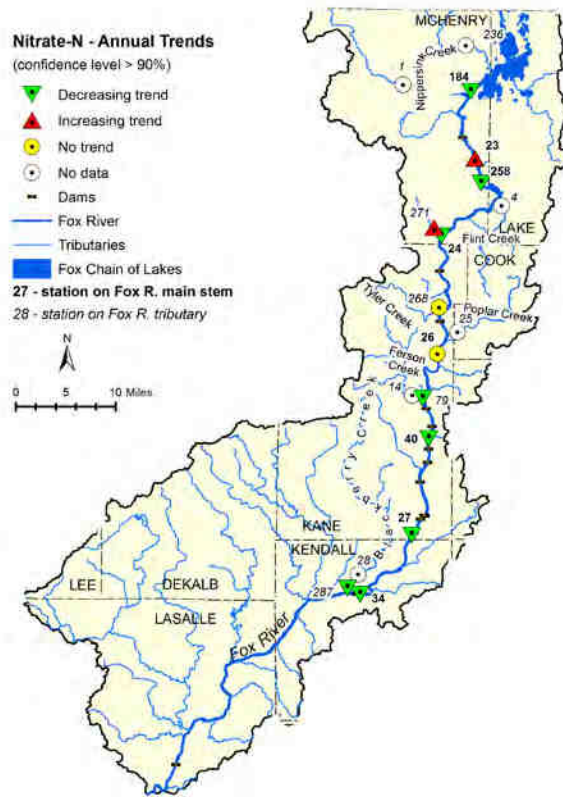 Nitrate-N - Annual Trends
(confidence level > 90%)
Decreasing trend
Increasing trend
No trend
No data
Dams
Fox River
Tributaries
Fox Chain of Lakes
27 - station on Fox R. main stem
28 - station on Fox R. tributary
N
0 5 10 Miles
MCHENRY
236
Nippersink Creek
1
184
23
258
4
271
LAKE
24
Flint Creek
COOK
268
Tyler Creek
Poplar Creek
25
26
Ferson
Creek
14
79
40
Blackberry Creek
27
KANE
KENDALL
28
287
34
LEE
DEKALB
LASALLE
Fox River